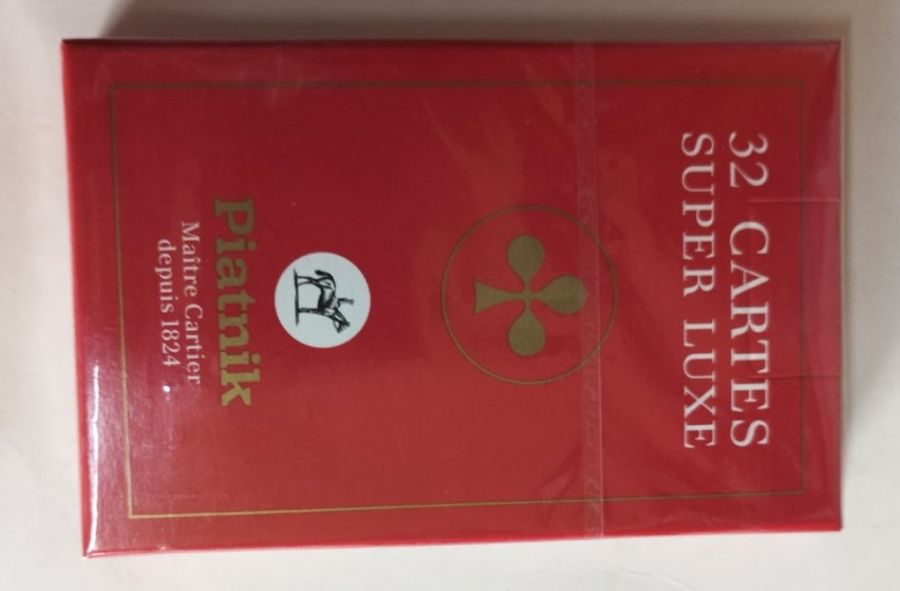 32 CARTES
SUPER LUXE
Piatnik
Maître Cartier
depuis 1824